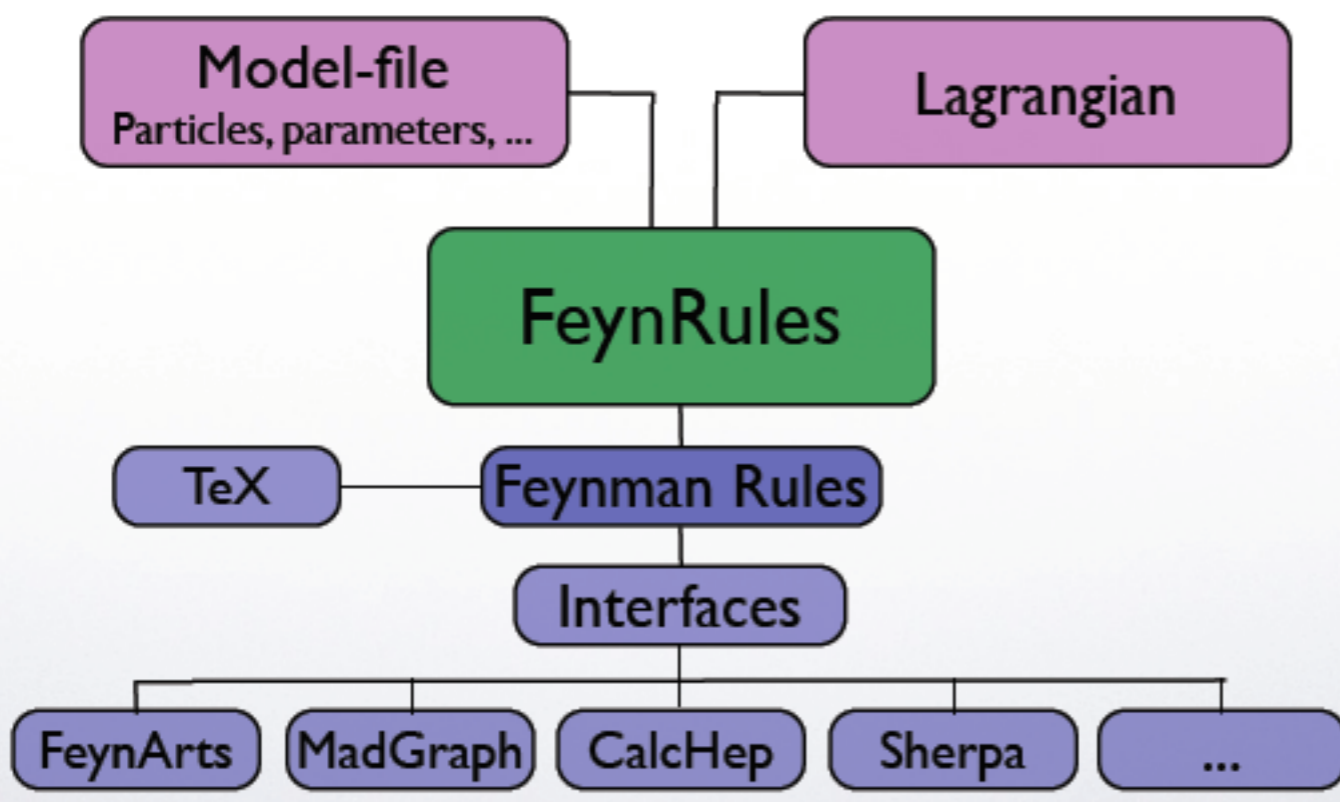 Model-file
Particles, parameters, ...
Lagrangian
FeynRules
TeX
Feynman Rules
Interfaces
FeynArts
MadGraph
CalcHep
Sherpa
...